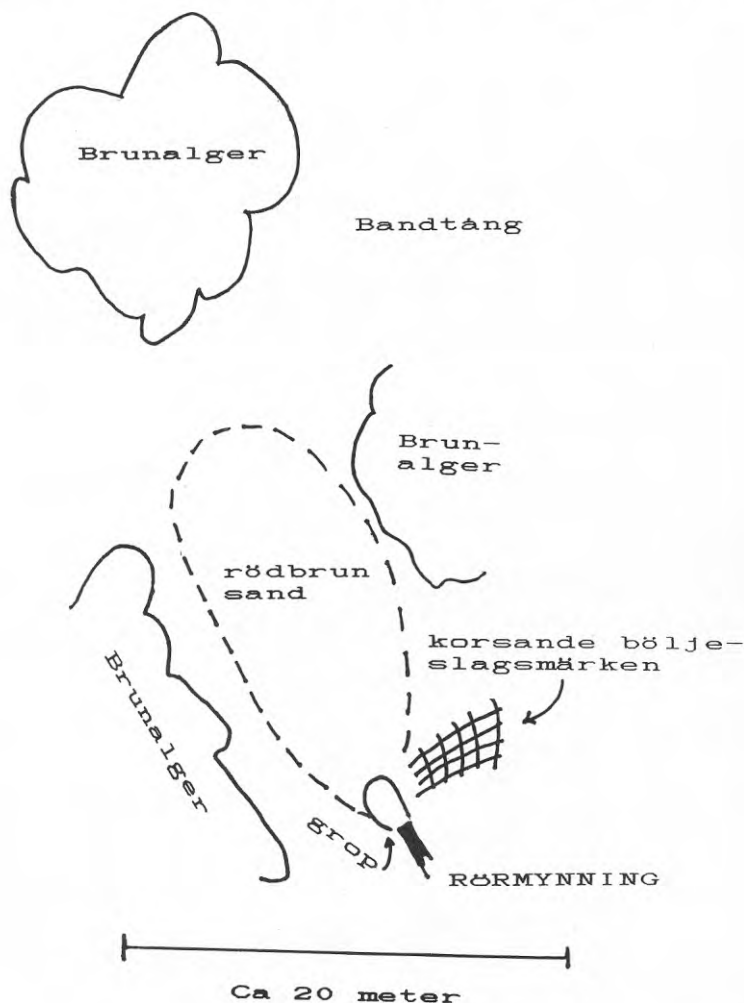 Brunalger
Bandtång
Brun-
alger
rödbrun
sand
korsande bölje-
slagsmärken
Brunalger
grop
RÖRMYNNING
Ca 20 meter